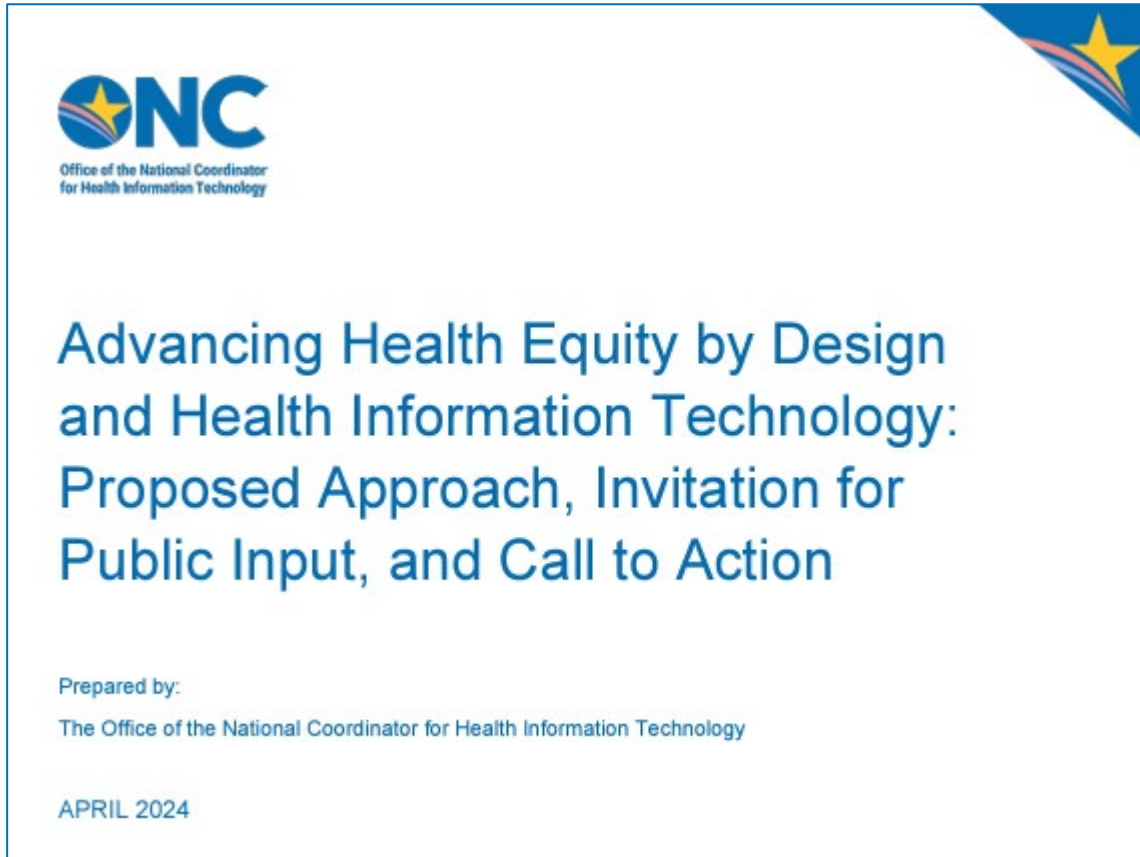 ONC
Office of the National Coordinator
for Health Information Technology
Advancing Health Equity by Design
and Health Information Technology:
Proposed Approach, Invitation for
Public Input, and Call to Action
Prepared by:
The Office of the National Coordinator for Health Information Technology
APRIL 2024